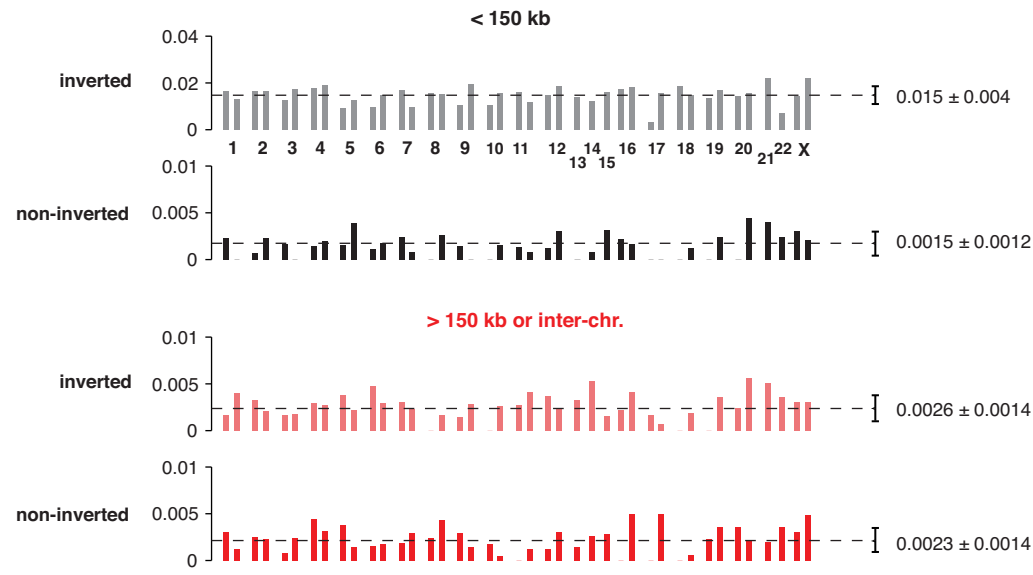 < 150 kb
0.04
inverted
0.02
0.015 ± 0.004
0
1 2 3 4 5 6 7 8 9 10 11 12 13 14 15 16 17 18 19 20 21 22 X
0.01
non-inverted
0.005
0.0015 ± 0.0012
0
> 150 kb or inter-chr.
0.01
inverted
0.005
0.0026 ± 0.0014
0
0.01
non-inverted
0.005
0.0023 ± 0.0014
0